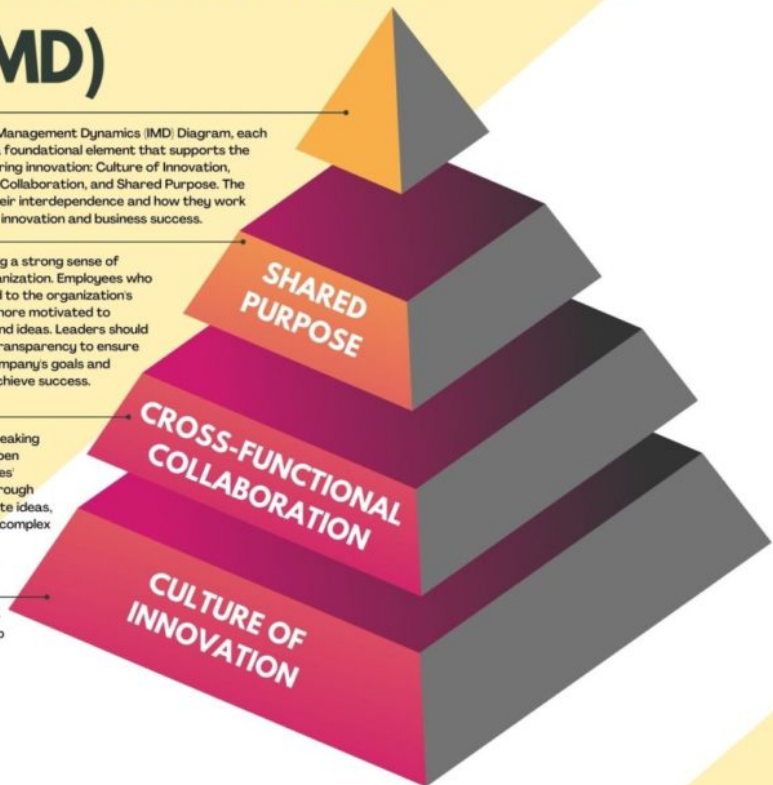 MD)
Management Dynamics (IMD) Diagram, each
foundational element that supports the
ring innovation: Culture of Innovation,
Collaboration, and Shared Purpose. The
eir interdependence and how they work
innovation and business success.
g a strong sense of
anization. Employees who
d to the organization's
more motivated to
nd ideas. Leaders should
ransparency to ensure
mpany's goals and
chieve success.
eaking
pen
es'
rough
te ideas,
complex
SHARED
PURPOSE
CROSS-FUNCTIONAL
COLLABORATION
CULTURE OF
INNOVATION